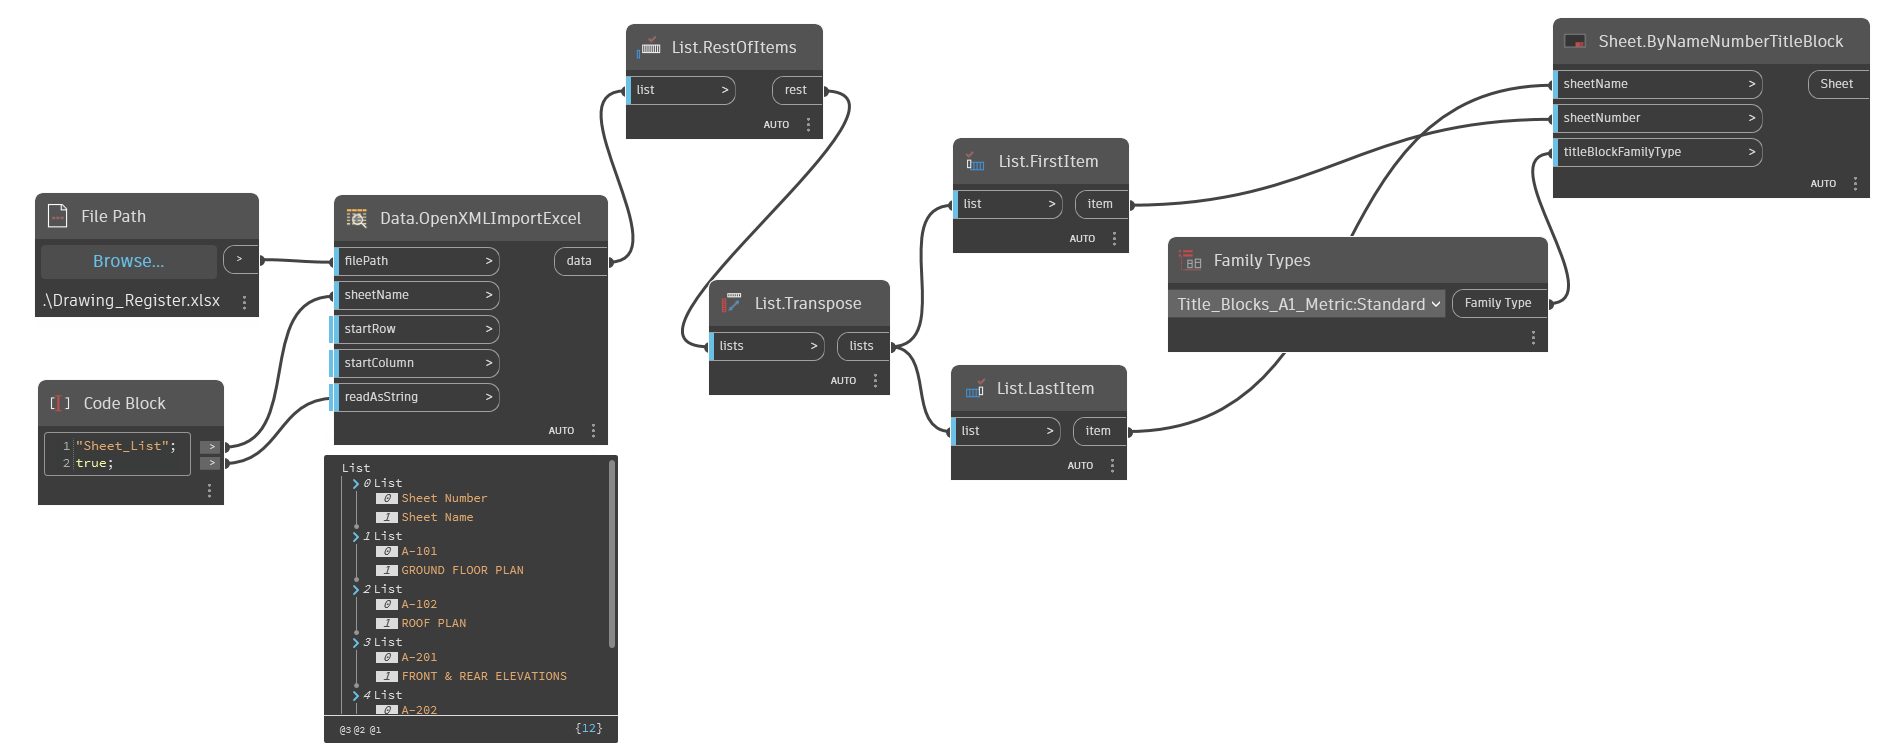 File Path
Browse...
>
.\Drawing_Register.xlsx
Code Block
1 "Sheet_List"; >
2 true; >
Data.OpenXMLImportExcel
filePath > data
sheetName >
startRow >
startColumn >
readAsString >
AUTO
List
0 List
0 Sheet Number
1 Sheet Name
1 List
0 A-101
1 GROUND FLOOR PLAN
2 List
0 A-102
1 ROOF PLAN
3 List
0 A-201
1 FRONT & REAR ELEVATIONS
4 List
0 A-202
@3 @2 @1 {12}
List.RestOfItems
list > rest
AUTO
List.Transpose
lists > lists
AUTO
List.FirstItem
list > item
AUTO
List.LastItem
list > item
AUTO
Family Types
Title_Blocks_A1_Metric:Standard Family Type
Sheet.ByNameNumberTitleBlock
sheetName > Sheet
sheetNumber >
titleBlockFamilyType >
AUTO